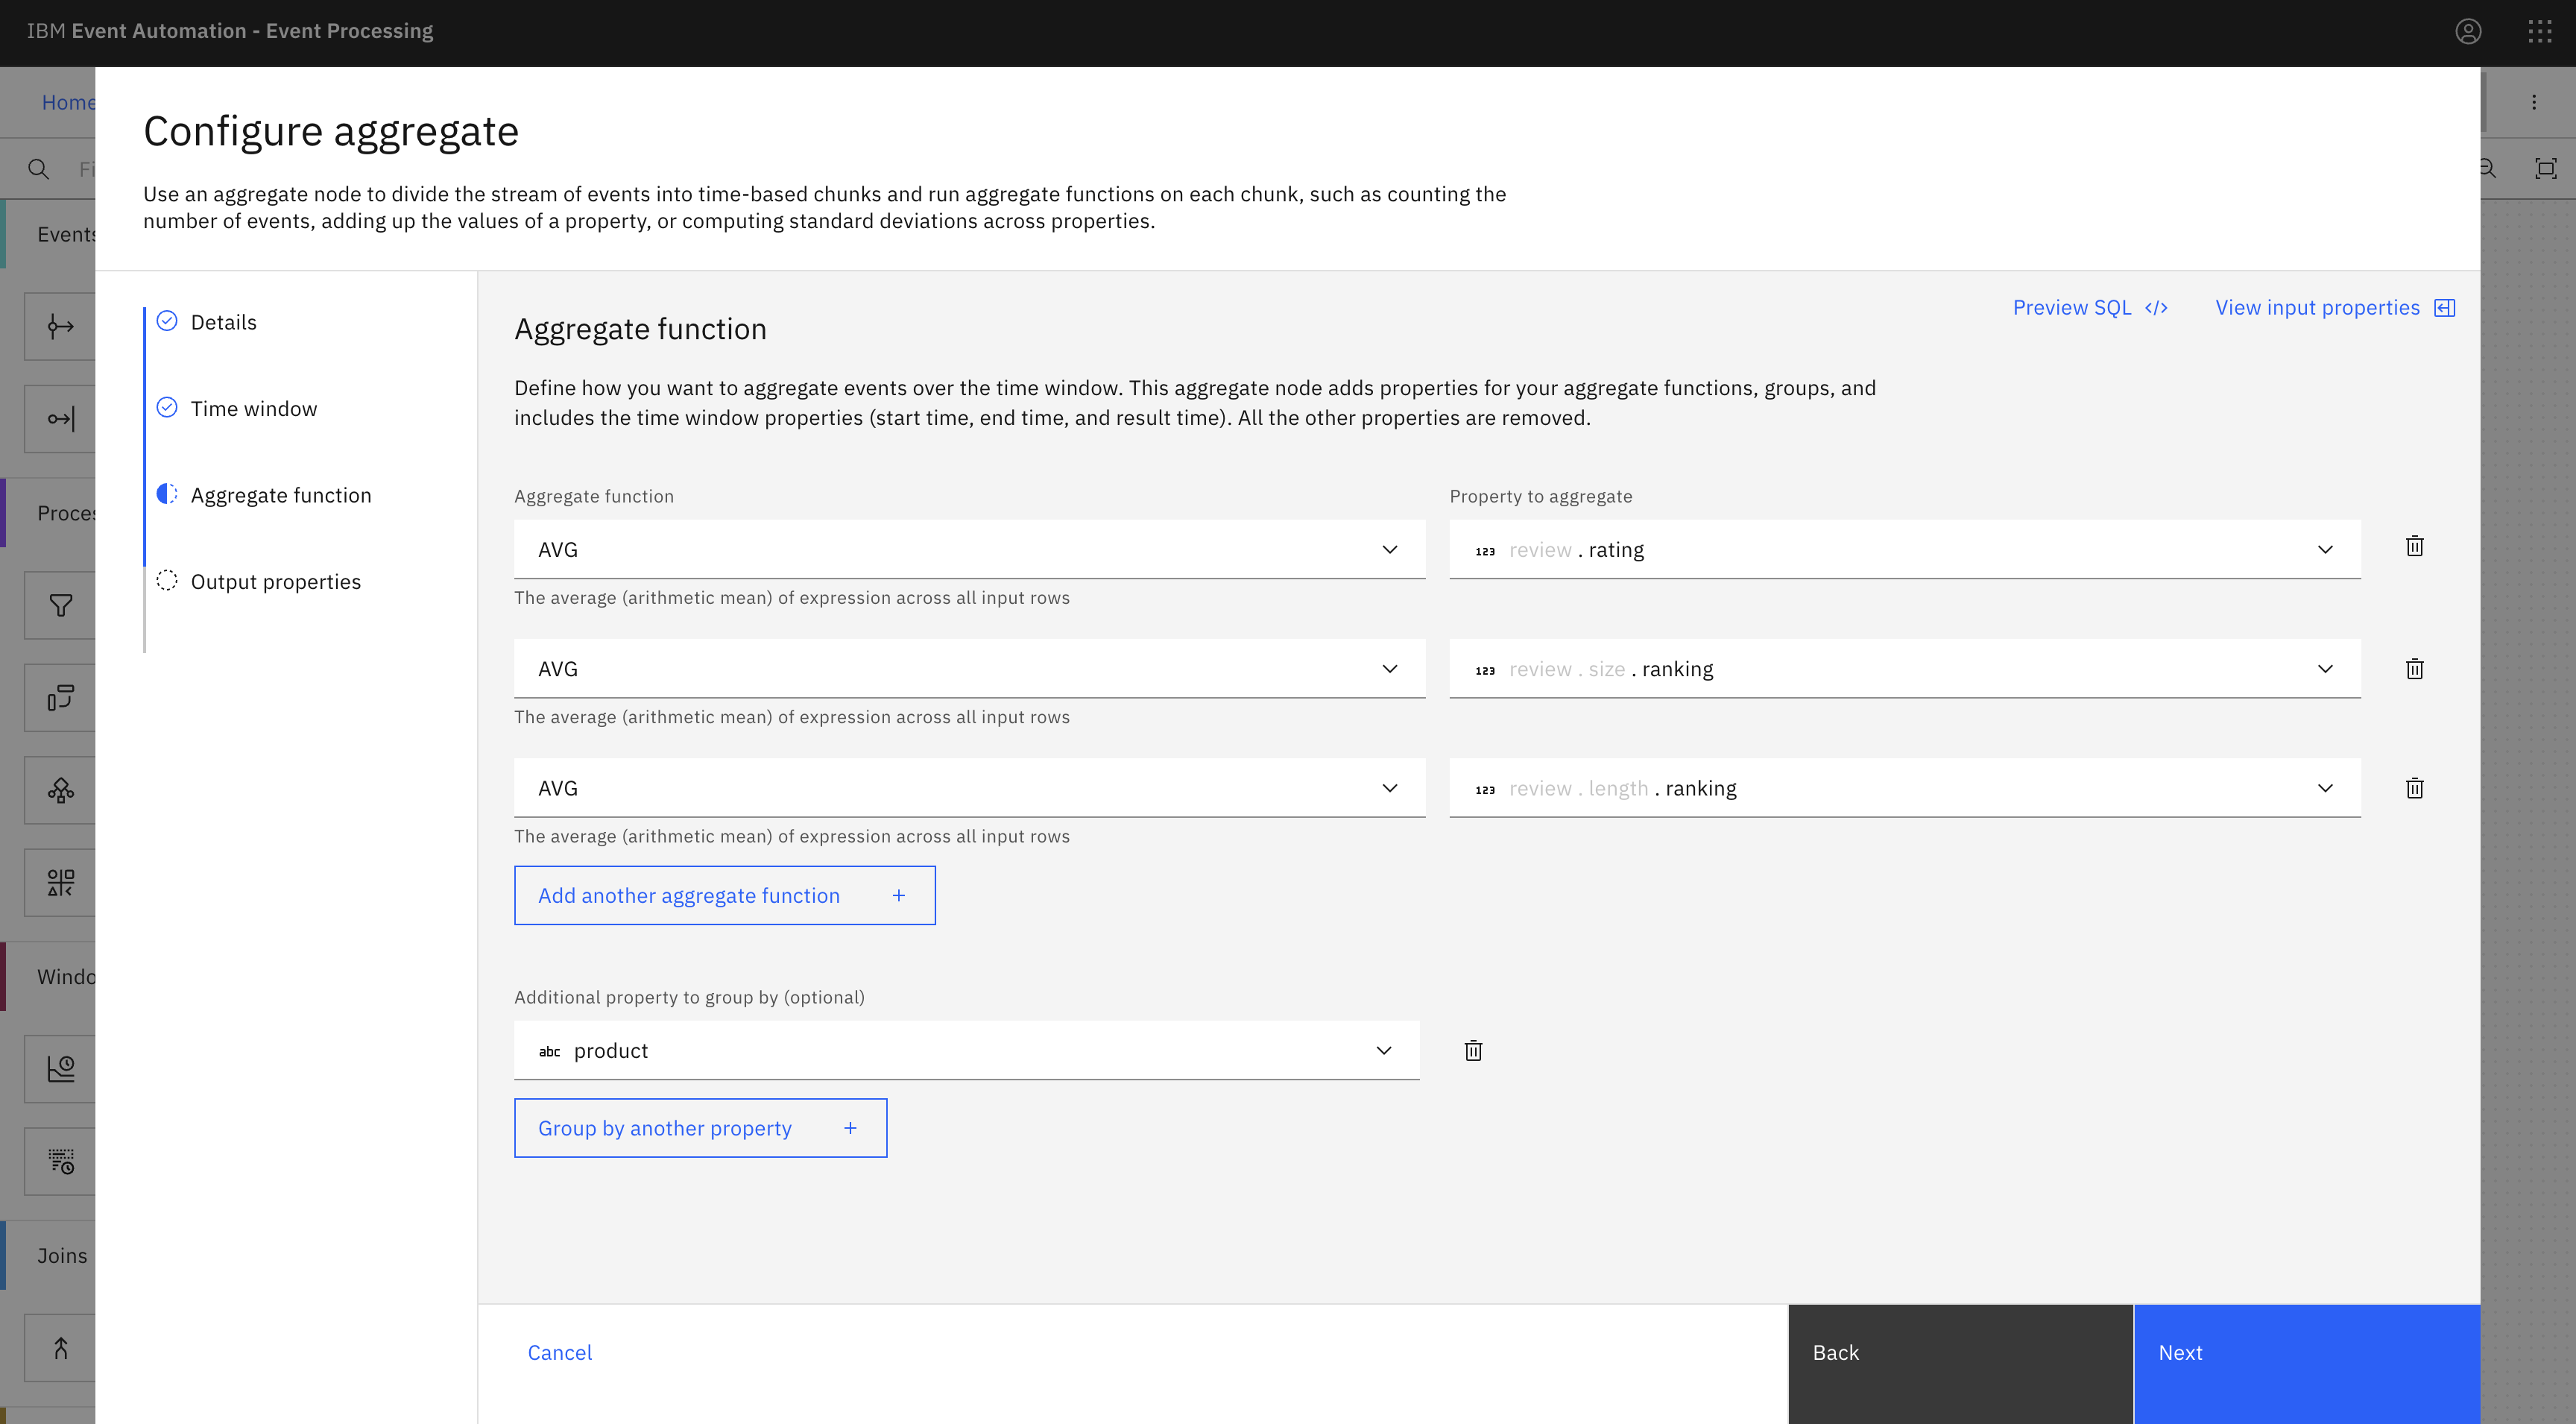 IBM Event Automation - Event Processing
Home
Configure aggregate
Use an aggregate node to divide the stream of events into time-based chunks and run aggregate functions on each chunk, such as counting the
number of events, adding up the values of a property, or computing standard deviations across properties.
Fi
Events
Proces
Windo
Joins
Details
Time window
Aggregate function
Output properties
Preview SQL </>
View input properties
Aggregate function
Define how you want to aggregate events over the time window. This aggregate node adds properties for your aggregate functions, groups, and
includes the time window properties (start time, end time, and result time). All the other properties are removed.
Aggregate function
Property to aggregate
AVG
123 review . rating
The average (arithmetic mean) of expression across all input rows
AVG
123 review . size . ranking
The average (arithmetic mean) of expression across all input rows
AVG
123 review . length . ranking
The average (arithmetic mean) of expression across all input rows
Add another aggregate function +
Additional property to group by (optional)
abc product
Group by another property +
Cancel
Back
Next